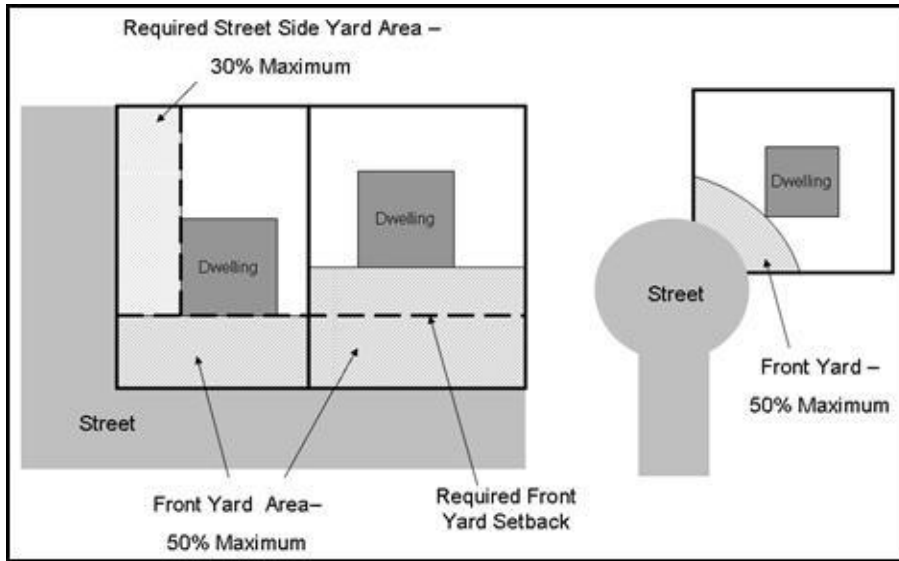 Required Street Side Yard Area –
30% Maximum
Dwelling
Dwelling
Street
Front Yard Area–
50% Maximum
Required Front
Yard Setback
Dwelling
Street
Front Yard –
50% Maximum